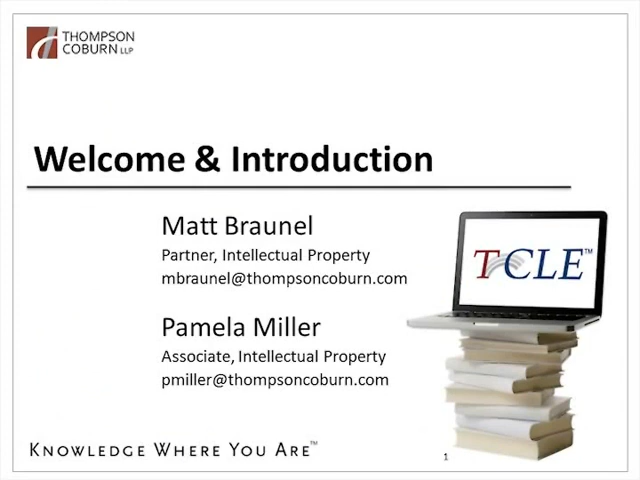 THOMPSON
COBURN LLP
Welcome & Introduction
Matt Braunel
Partner, Intellectual Property
mbraunel@thompsoncoburn.com
TCLE™
Pamela Miller
Associate, Intellectual Property
pmiller@thompsoncoburn.com
KNOWLEDGE WHERE YOU ARE™
1